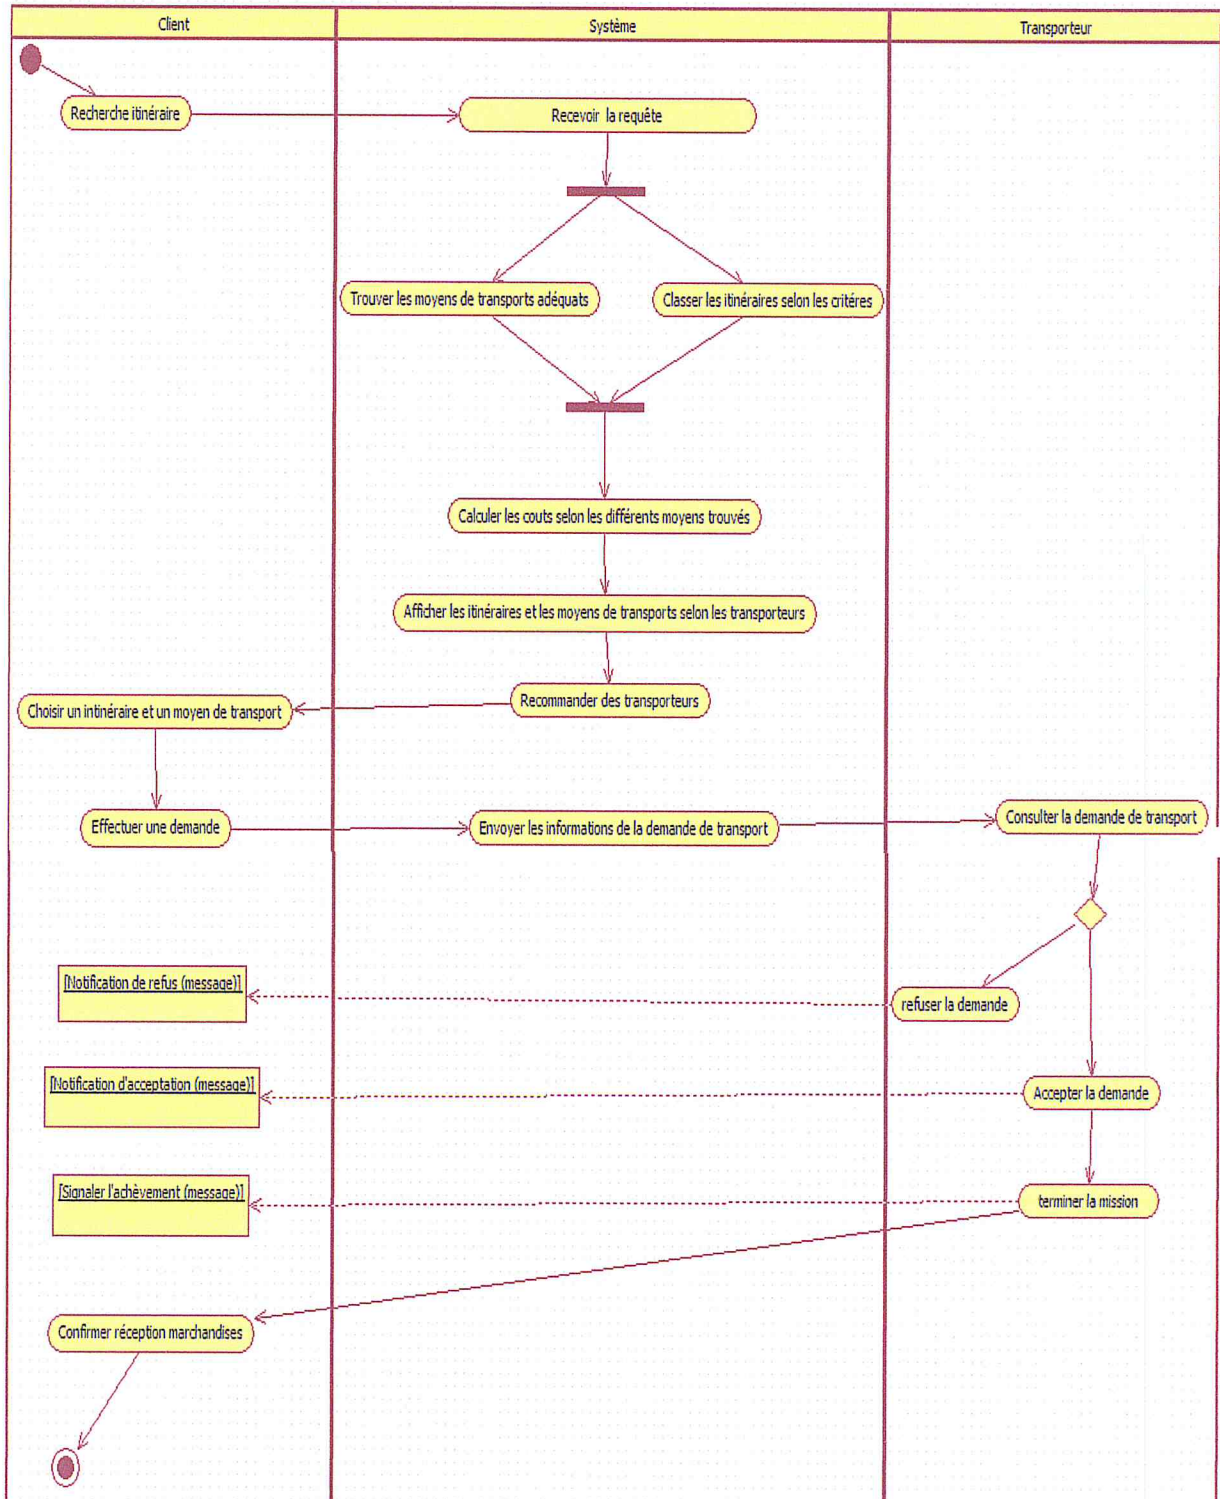 Client
Système
Transporteur
Recherche itinéraire
Recevoir la requête
Trouver les moyens de transports adéquats
Classer les itinéraires selon les critéres
Calculer les couts selon les différents moyens trouvés
Afficher les itinéraires et les moyens de transports selon les transporteurs
Recommander des transporteurs
Choisir un intinéraire et un moyen de transport
Effectuer une demande
Envoyer les informations de la demande de transport
Consulter la demande de transport
[Notification de refus (message)]
refuser la demande
[Notification d'acceptation (message)]
Accepter la demande
[Signaler l'achèvement (message)]
terminer la mission
Confirmer réception marchandises